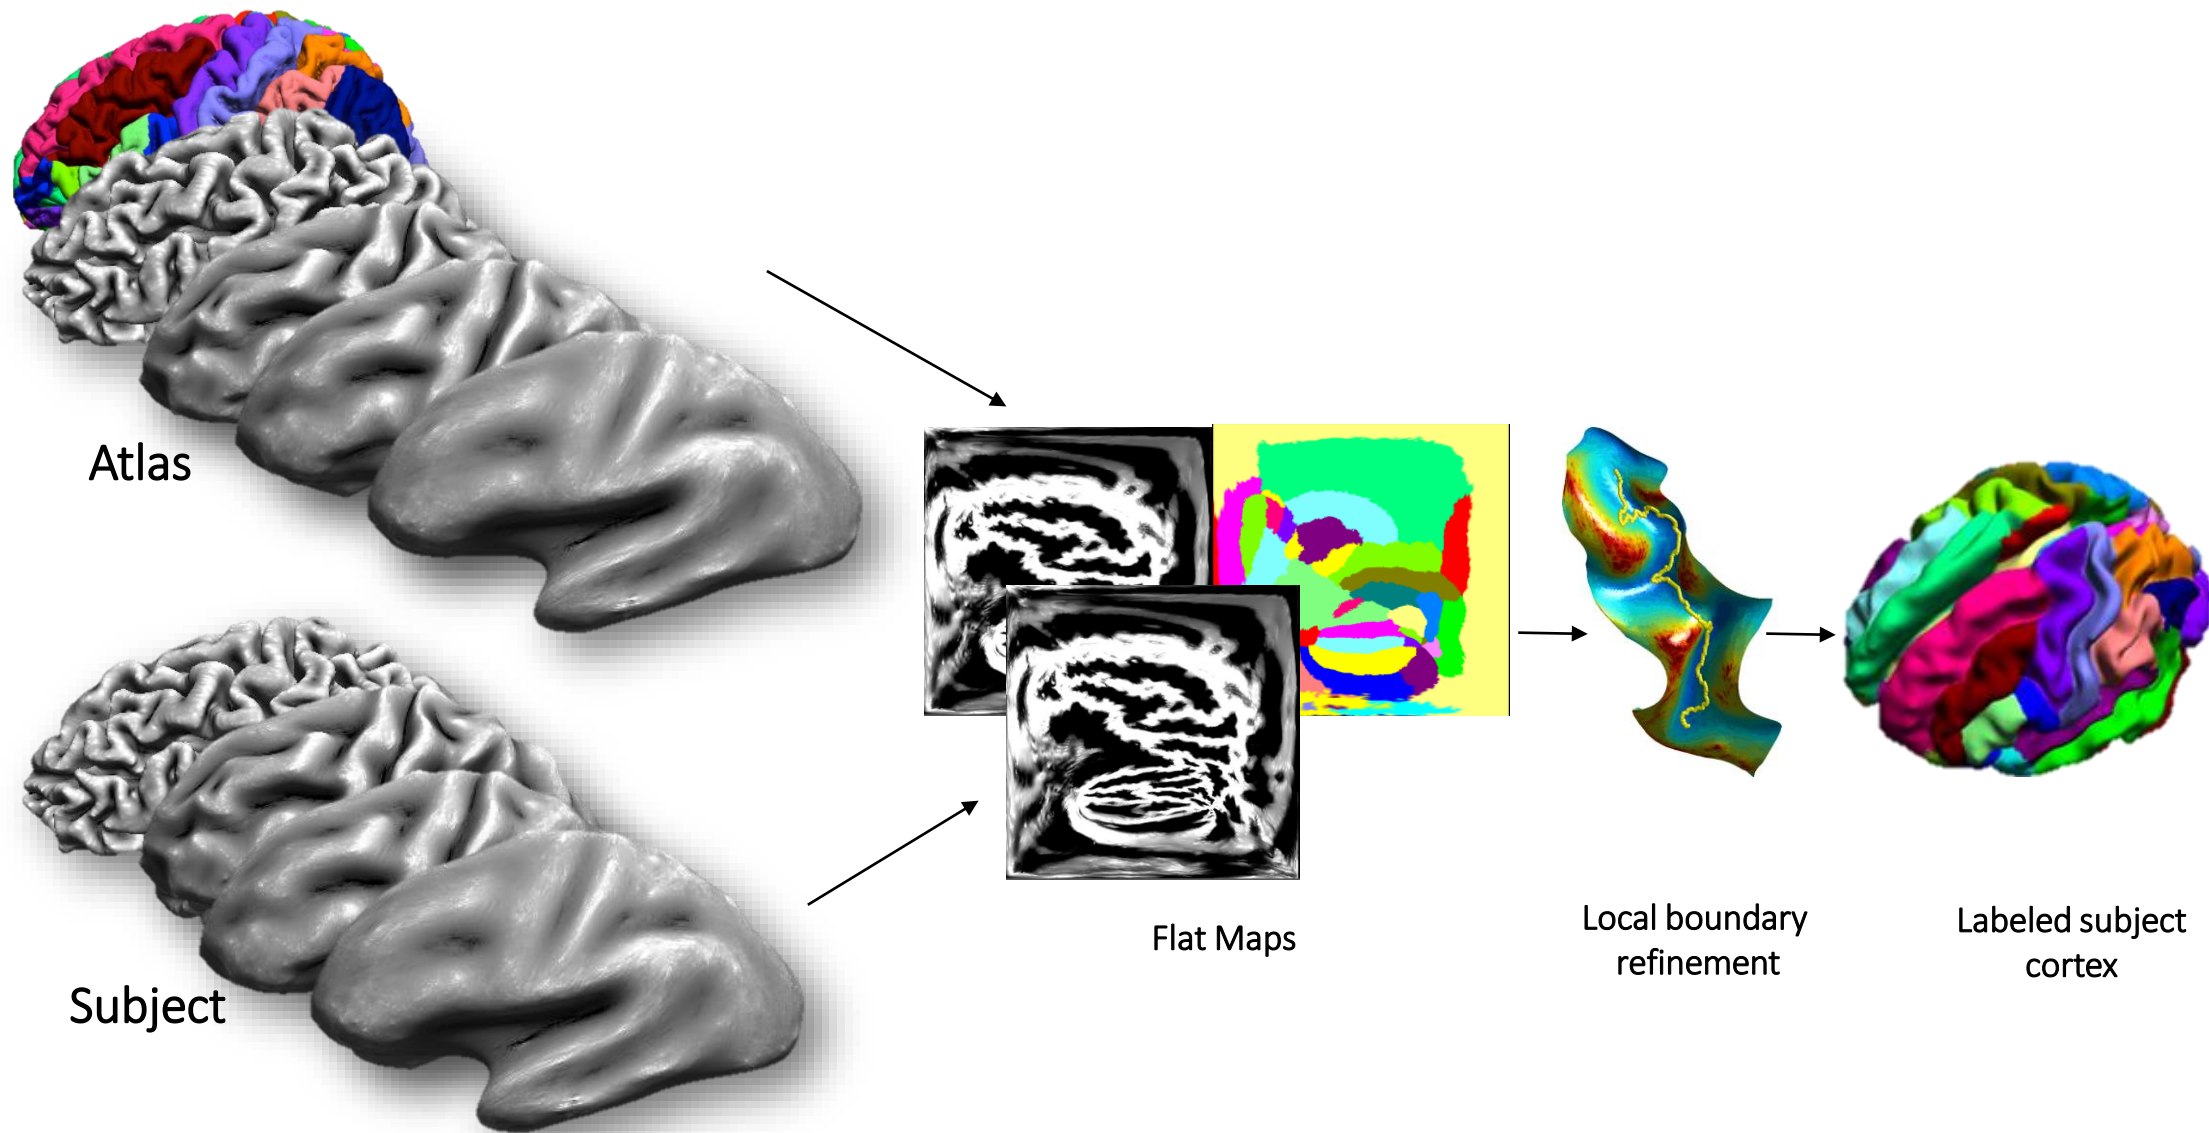 Atlas
Subject
Flat Maps
Local boundary
refinement
Labeled subject
cortex